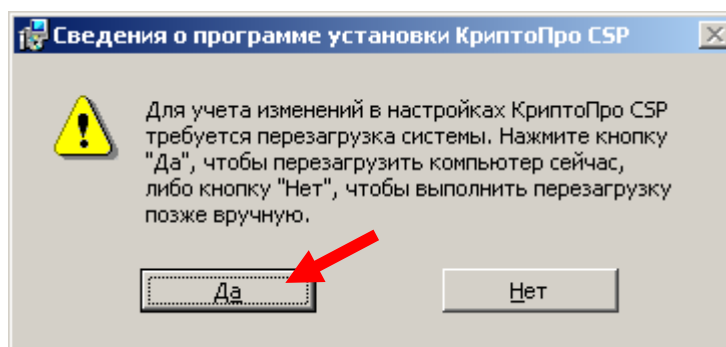 Сведения о программе установки КриптоПро CSP
Для учета изменений в настройках КриптоПро CSP
требуется перезагрузка системы. Нажмите кнопку
"Да", чтобы перезагрузить компьютер сейчас,
либо кнопку "Нет", чтобы выполнить перезагрузку
позже вручную.
Да
Нет